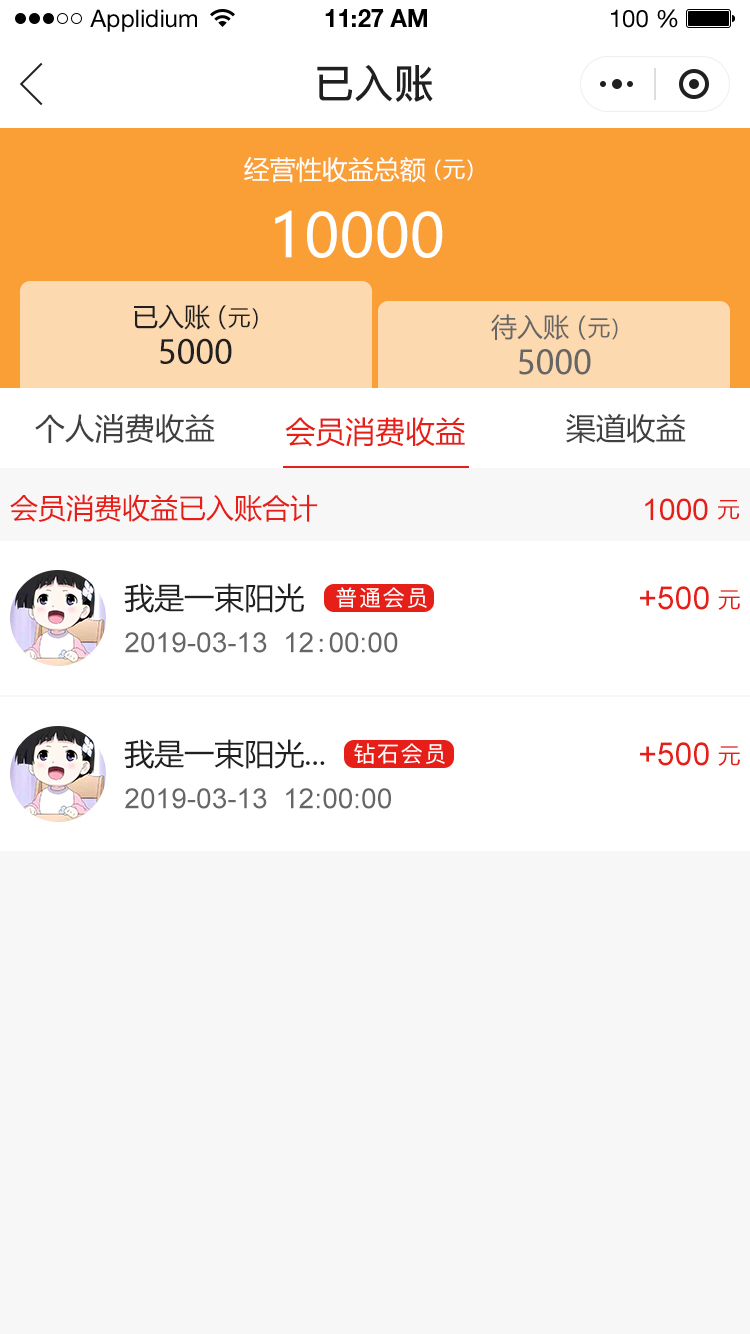 Applidium 11:27 AM 100 %
已入账
经营性收益总额(元)
10000
已入账(元)
5000
待入账(元)
5000
个人消费收益 会员消费收益 渠道收益
会员消费收益已入账合计 1000 元
我是一束阳光 普通会员 +500 元
2019-03-13 12:00:00
我是一束阳光... 钻石会员 +500 元
2019-03-13 12:00:00